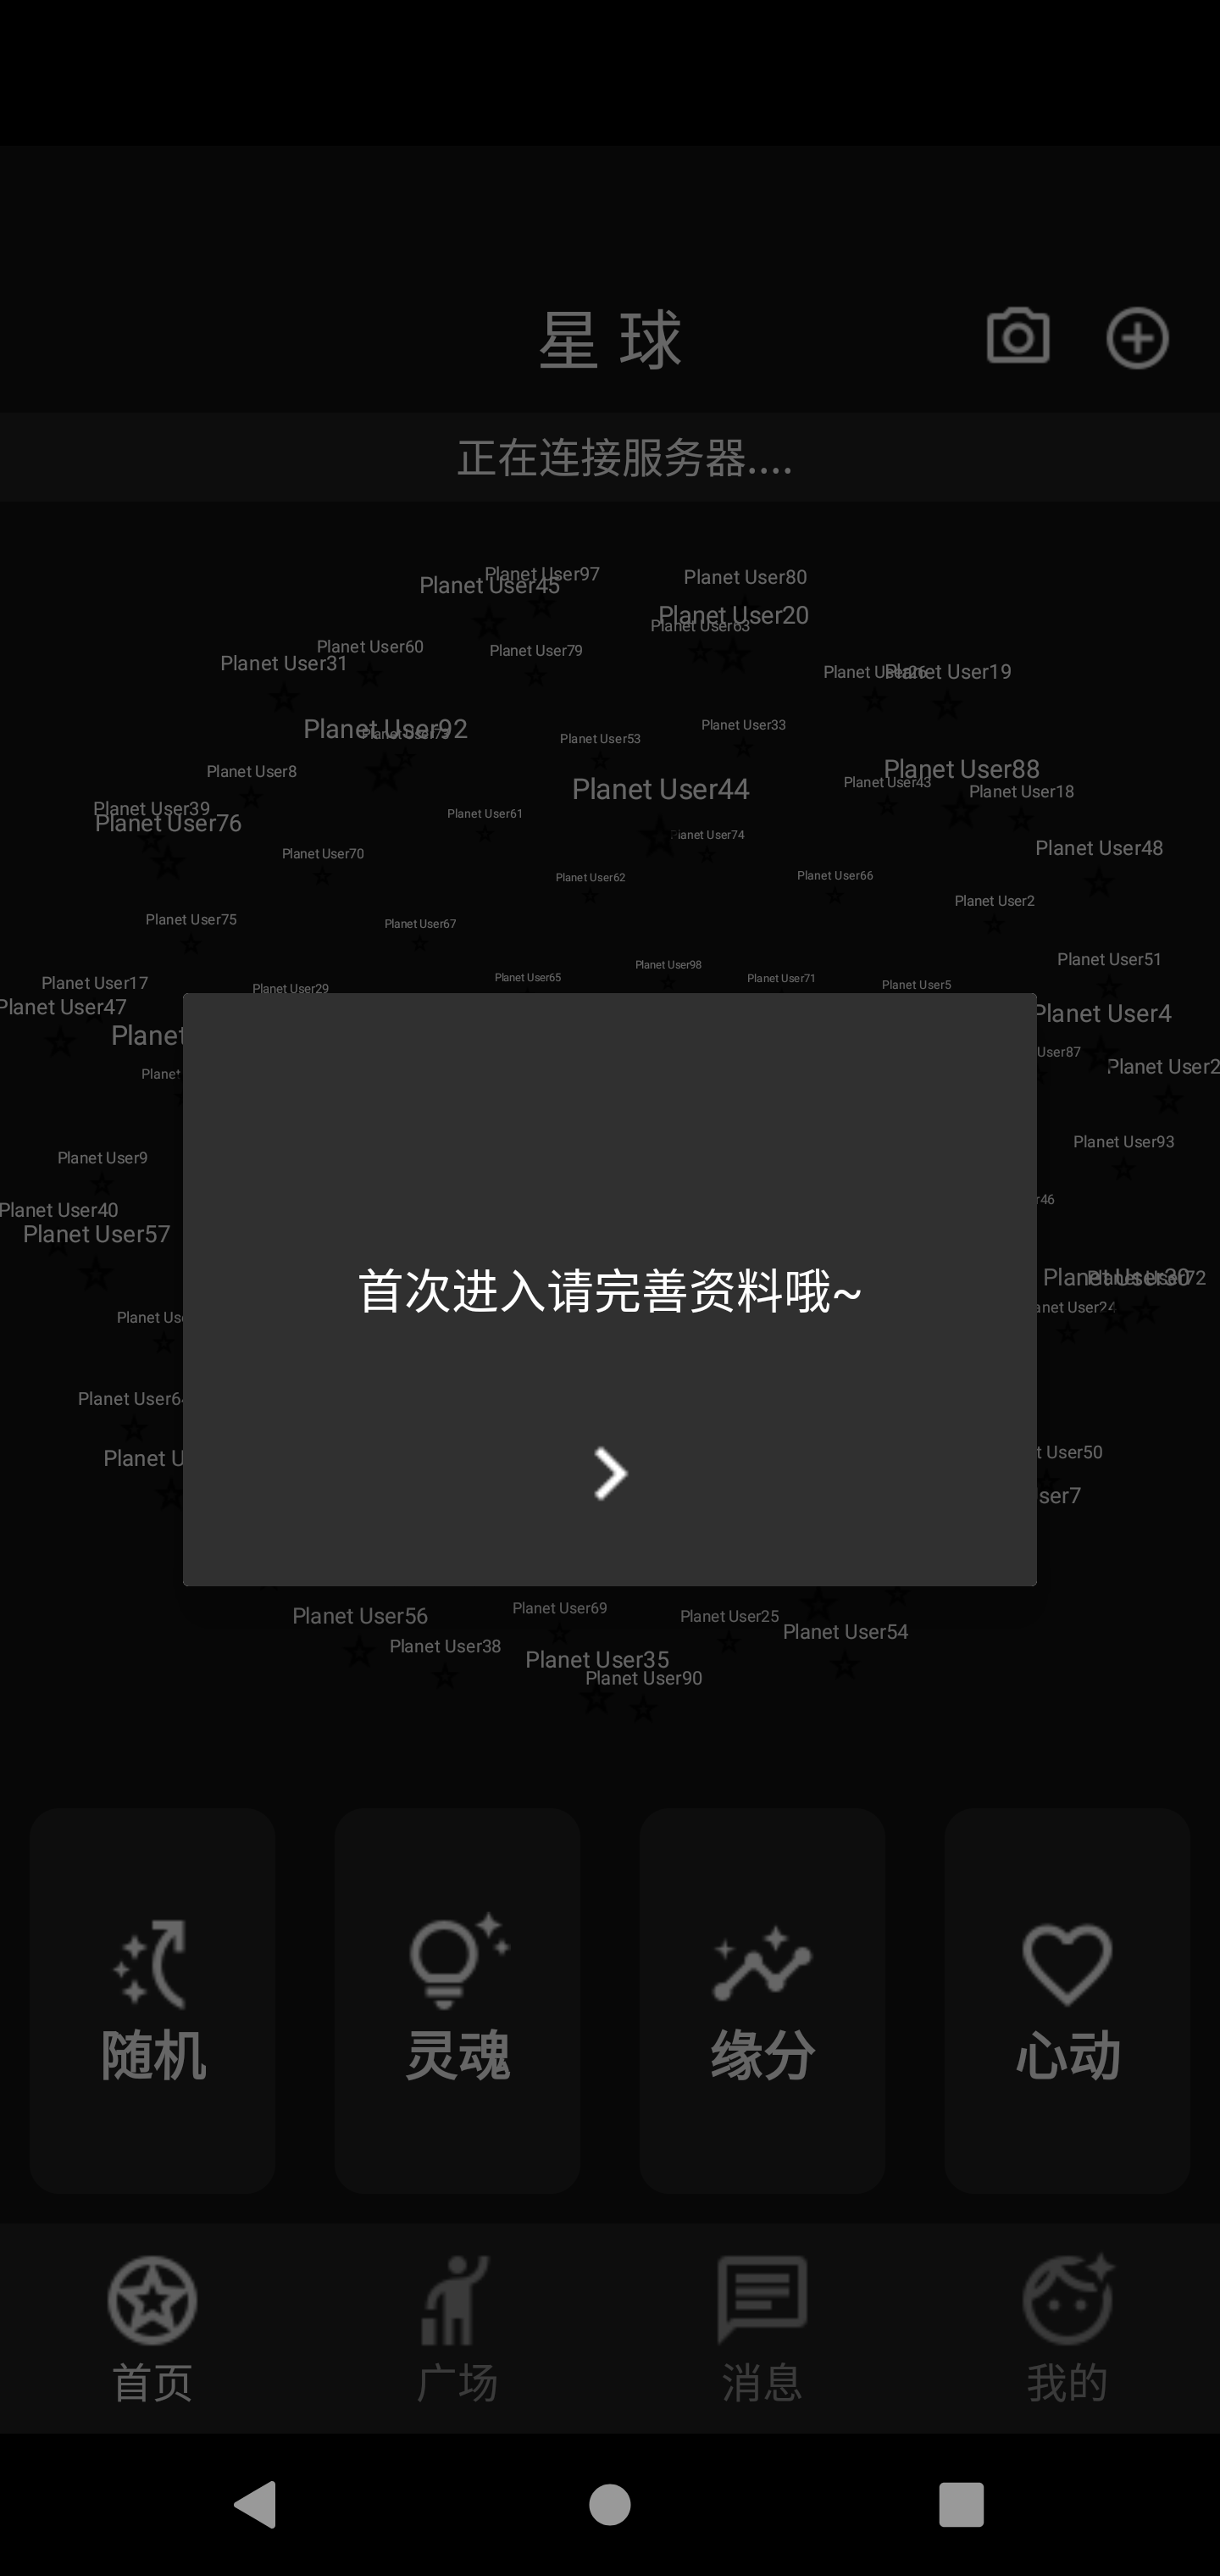 星 球
正在连接服务器....
Planet User97
Planet User45
Planet User80
Planet User20
Planet User63
Planet User60
Planet User79
Planet User31
Planet User26
Planet User19
Planet User92
Planet User73
Planet User53
Planet User33
Planet User8
Planet User44
Planet User88
Planet User43
Planet User18
Planet User39
Planet User76
Planet User61
Planet User74
Planet User70
Planet User48
Planet User62
Planet User66
Planet User2
Planet User75
Planet User67
Planet User51
Planet User98
Planet User65
Planet User71
Planet User17
Planet User29
Planet User5
Planet User47
Planet User4
Planet
User87
Planet User2
Planet User93
Planet User9
Planet User40
Planet User57
Planet User30
Planet User24
Planet Us
首次进入请完善资料哦~
Planet User6
Planet U
t User50
ser7
Planet User56
Planet User69
Planet User25
Planet User54
Planet User38
Planet User35
Planet User90
随机
灵魂
缘分
心动
首页
广场
消息
我的